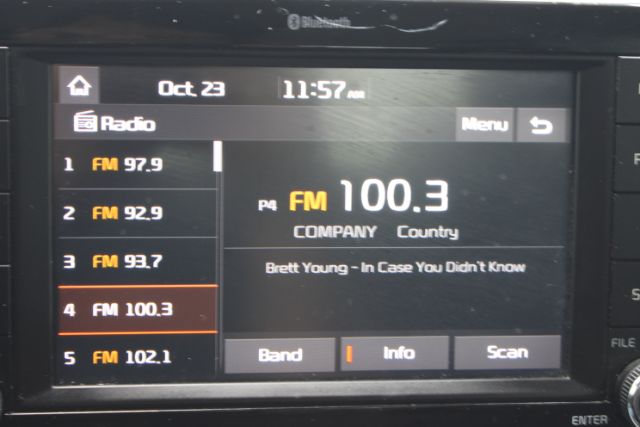 Bluetooth
Oct. 23 11:57 AM
Radio Menu
1 FM 97.9
2 FM 92.9
3 FM 93.7
4 FM 100.3
5 FM 102.1
P4 FM 100.3
COMPANY Country
Brett Young - In Case You Didn't Know
Band Info Scan
FILE
ENTER